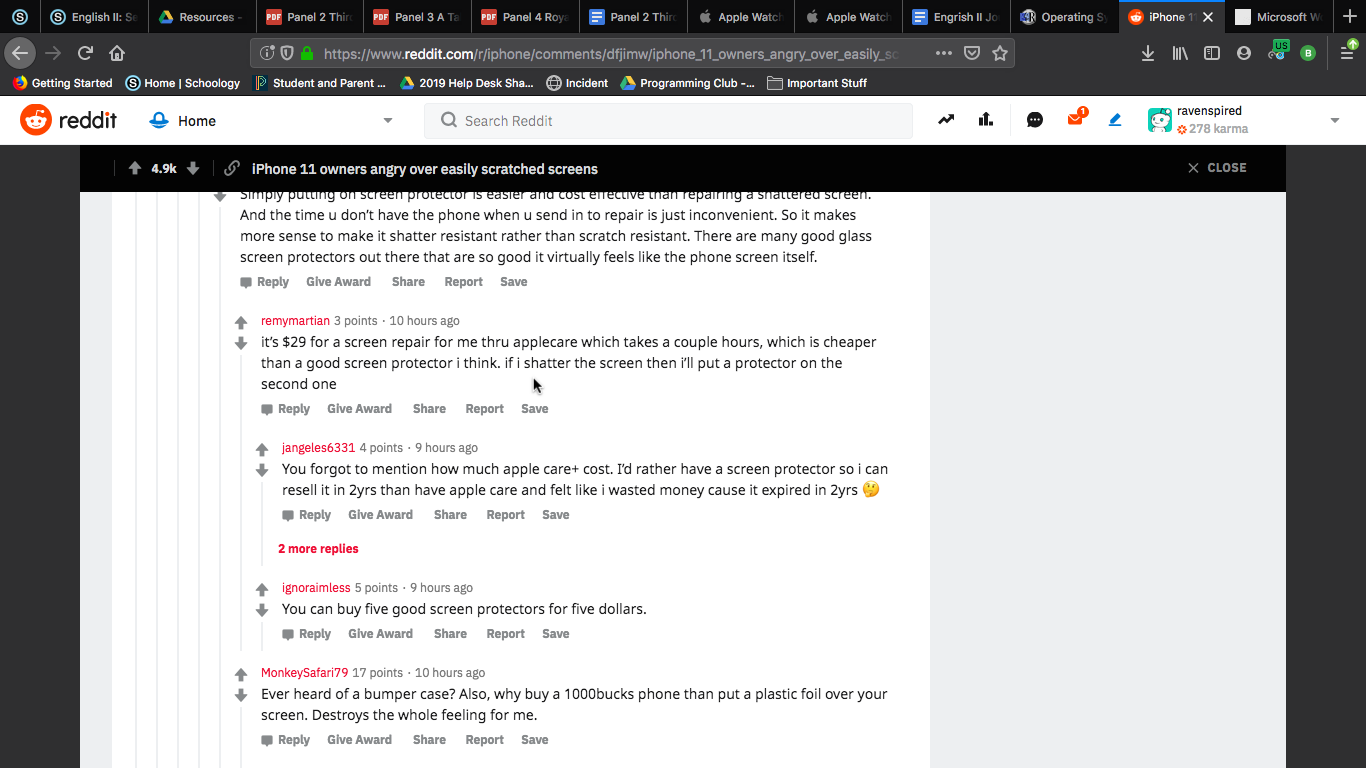 English II: Se
Resources -
Panel 2 Thir
Panel 3 A Ta
Panel 4 Roya
Panel 2 Thir
Apple Watch
Apple Watch
Engrish II Jo
Operating Sy
iPhone 11
Microsoft Wo
https://www.reddit.com/r/iphone/comments/dfjimw/iphone_11_owners_angry_over_easily_sc
US
B
Getting Started
Home | Schoology
Student and Parent ...
2019 Help Desk Sha...
Incident
Programming Club -...
Important Stuff
reddit
Home
Search Reddit
1
ravenspired
278 karma
4.9k
iPhone 11 owners angry over easily scratched screens
CLOSE
Simply putting on screen protector is easier and cost effective than repairing a shattered screen.
And the time u don't have the phone when u send in to repair is just inconvenient. So it makes
more sense to make it shatter resistant rather than scratch resistant. There are many good glass
screen protectors out there that are so good it virtually feels like the phone screen itself.
Reply Give Award Share Report Save
remymartian 3 points · 10 hours ago
it's $29 for a screen repair for me thru applecare which takes a couple hours, which is cheaper
than a good screen protector i think. if i shatter the screen then i'll put a protector on the
second one
Reply Give Award Share Report Save
jangeles6331 4 points · 9 hours ago
You forgot to mention how much apple care+ cost. I'd rather have a screen protector so i can
resell it in 2yrs than have apple care and felt like i wasted money cause it expired in 2yrs 🤔
Reply Give Award Share Report Save
2 more replies
ignoraimless 5 points · 9 hours ago
You can buy five good screen protectors for five dollars.
Reply Give Award Share Report Save
MonkeySafari79 17 points · 10 hours ago
Ever heard of a bumper case? Also, why buy a 1000bucks phone than put a plastic foil over your
screen. Destroys the whole feeling for me.
Reply Give Award Share Report Save